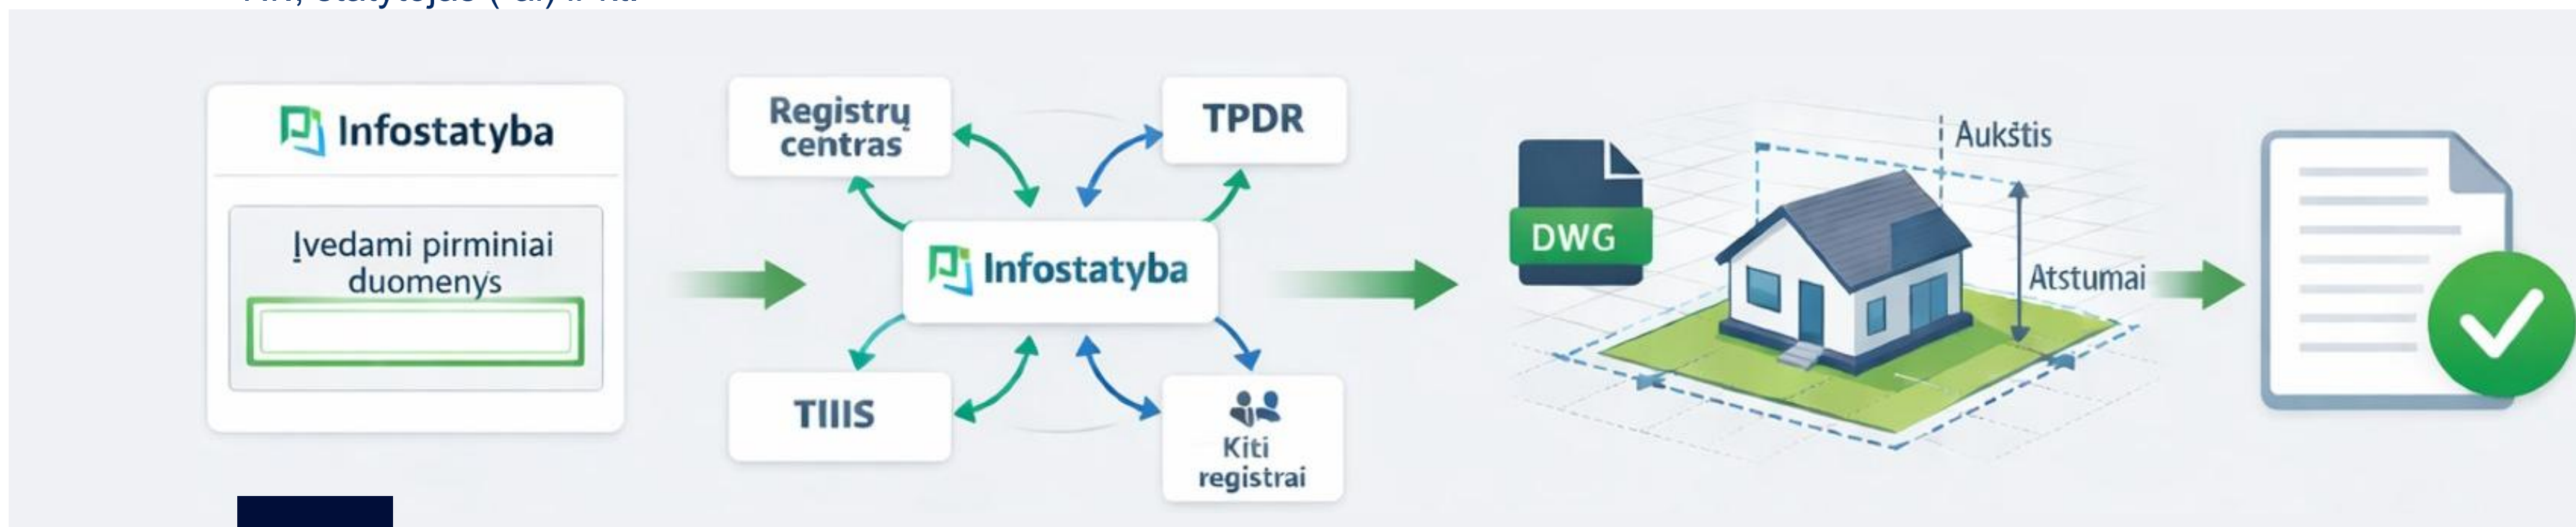 Infostatyba
Įvedami pirminiai
duomenys
Registrų
centras
TPDR
Infostatyba
TIIIS
Kiti
registrai
DWG
Aukštis
Atstumai